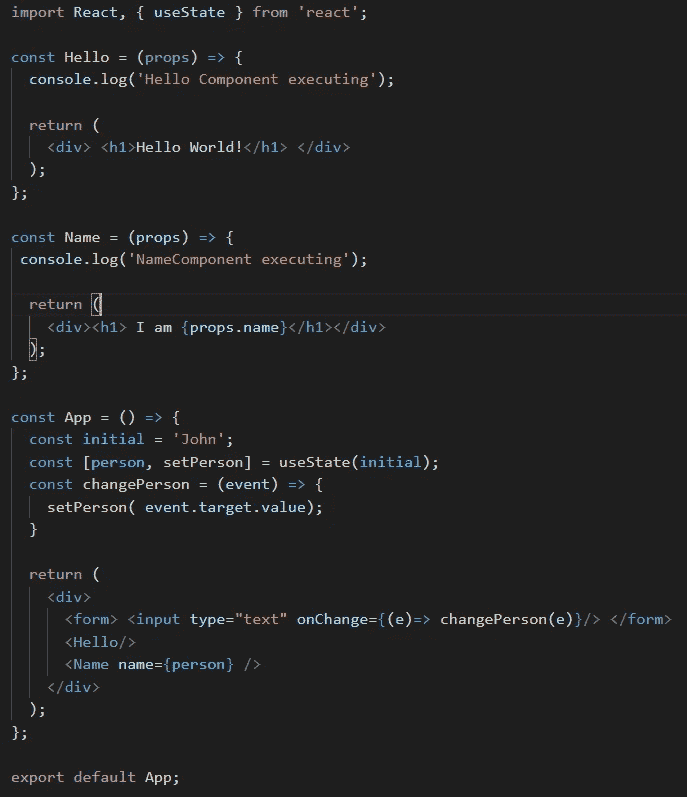 import React, { useState } from 'react';
const Hello = (props) => {
console.log('Hello Component executing');
return (
<div> <h1>Hello World!</h1> </div>
);
};
const Name = (props) => {
console.log('NameComponent executing');
return (
<div><h1> I am {props.name}</h1></div>
);
};
const App = () => {
const initial = 'John';
const [person, setPerson] = useState(initial);
const changePerson = (event) => {
setPerson( event.target.value);
}
return (
<div>
<form> <input type="text" onChange={(e)=> changePerson(e)}/> </form>
<Hello/>
<Name name={person} />
</div>
);
};
export default App;